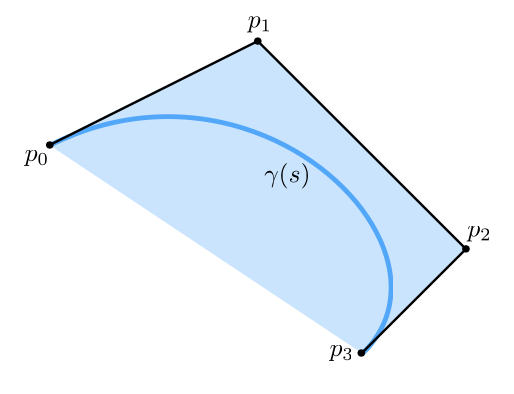 p₁
p₀
γ(s)
p₂
p₃